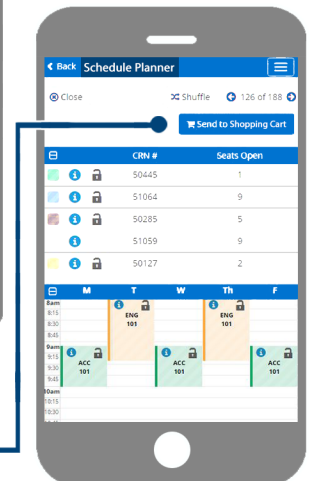 Back Schedule Planner
Close Shuffle 126 of 188
Send to Shopping Cart
CRN # Seats Open
50445 1
51064 9
50285 5
51059 9
50127 2
M T W Th F
8am
8:15
8:30
8:45
9am
9:15
9:30
9:45
10am
10:15
10:30
ENG
101
ENG
101
ACC
101
ACC
101
ACC
101